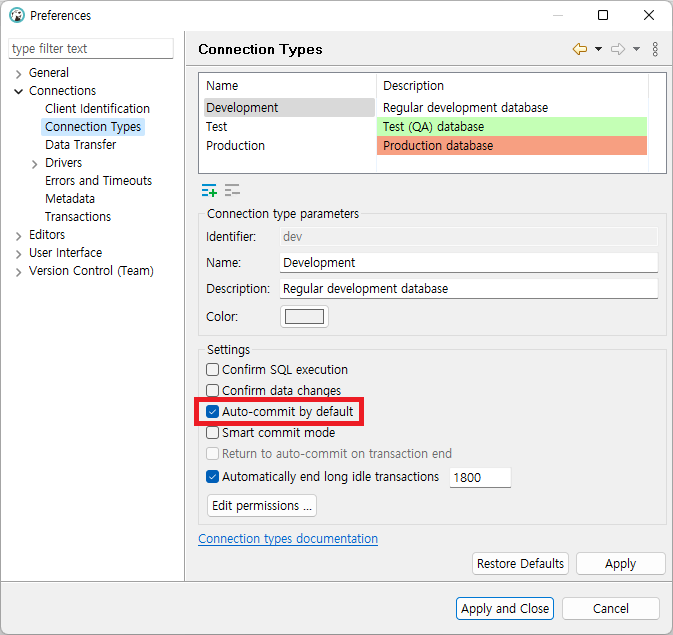 Preferences
type filter text
General
Connections
Client Identification
Connection Types
Data Transfer
Drivers
Errors and Timeouts
Metadata
Transactions
Editors
User Interface
Version Control (Team)
Connection Types
Name Description
Development Regular development database
Test Test (QA) database
Production Production database
Connection type parameters
Identifier: dev
Name: Development
Description: Regular development database
Color:
Settings
Confirm SQL execution
Confirm data changes
Auto-commit by default
Smart commit mode
Return to auto-commit on transaction end
Automatically end long idle transactions 1800
Edit permissions ...
Connection types documentation
Restore Defaults Apply
Apply and Close Cancel